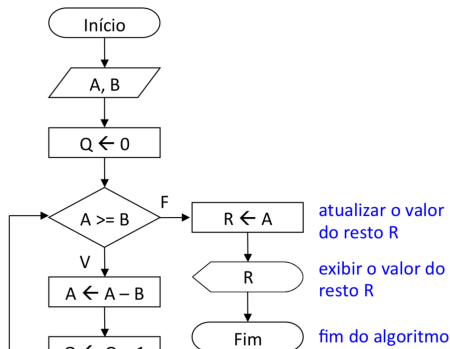 Início
A, B
Q ← 0
A >= B
F
V
R ← A
atualizar o valor
do resto R
A ← A – B
R
exibir o valor do
resto R
Fim
fim do algoritmo